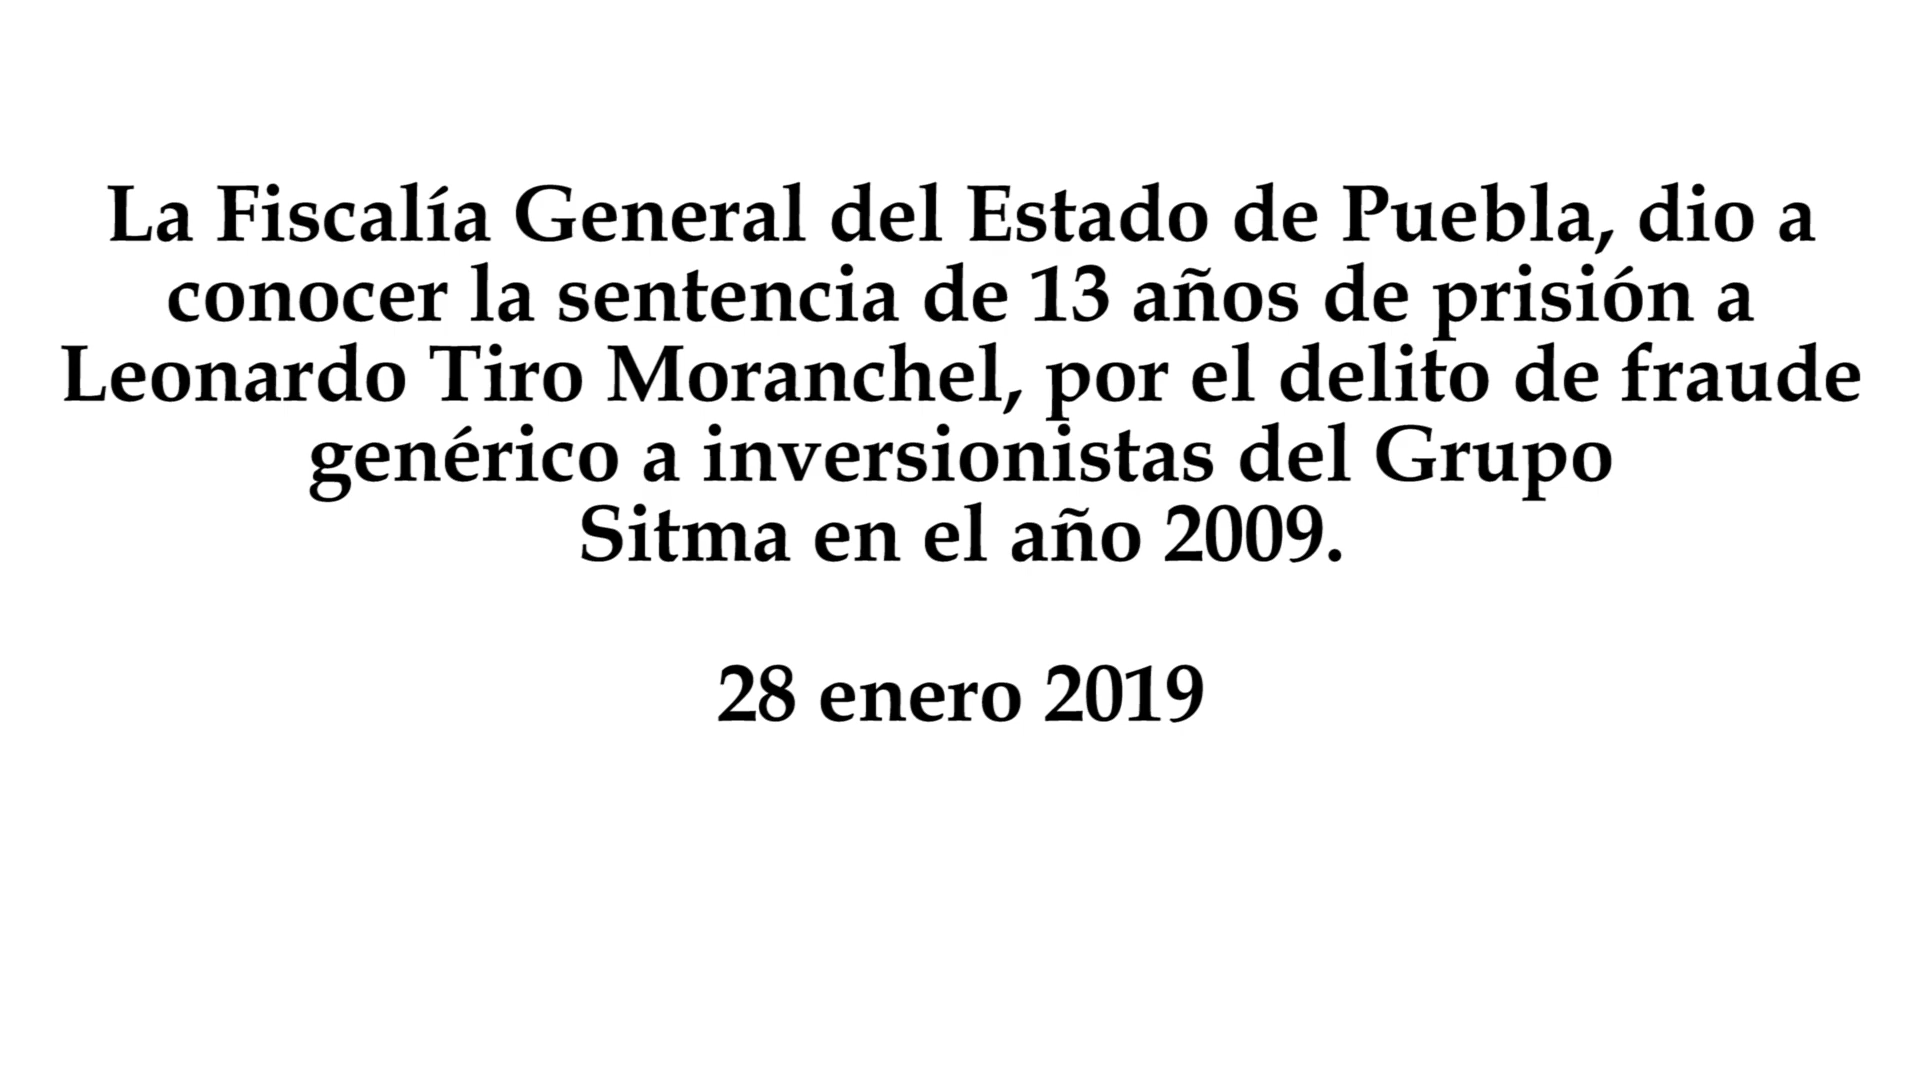 La Fiscalía General del Estado de Puebla, dio a
conocer la sentencia de 13 años de prisión a
Leonardo Tiro Moranchel, por el delito de fraude
genérico a inversionistas del Grupo
Sitma en el año 2009.
28 enero 2019